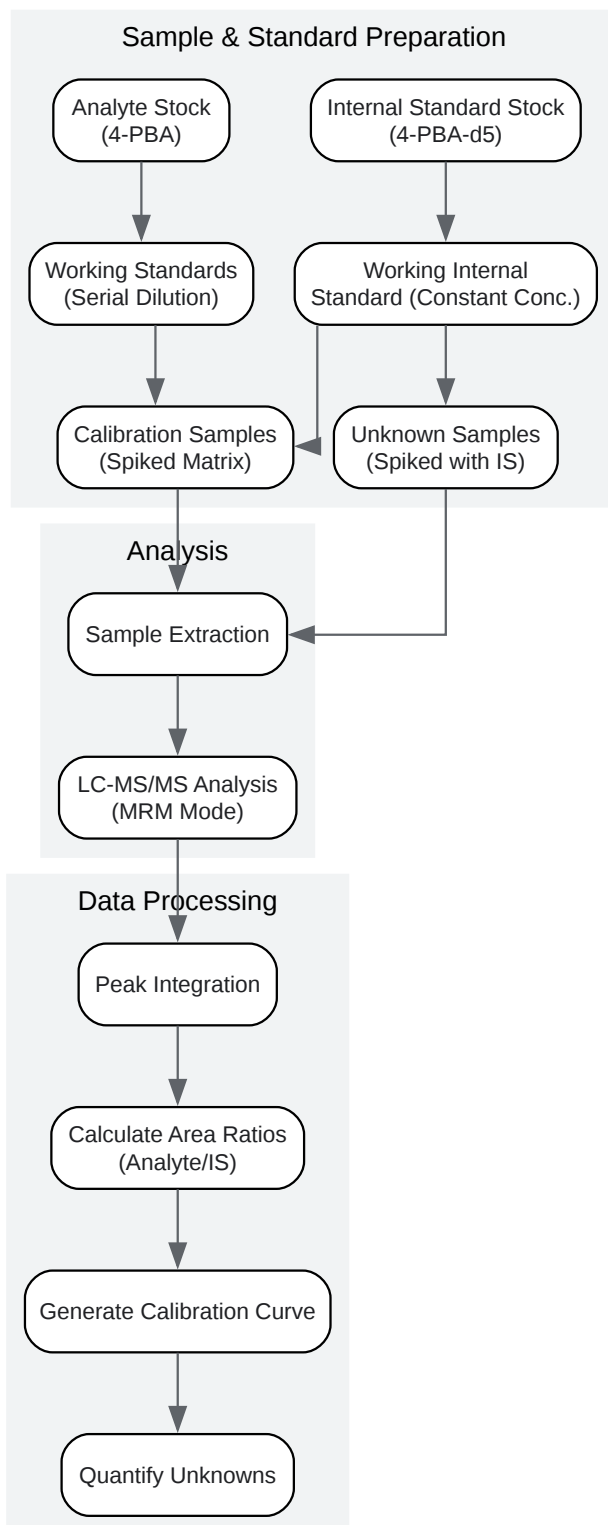 Sample & Standard Preparation
Analyte Stock
(4-PBA)
Internal Standard Stock
(4-PBA-d5)
Working Standards
(Serial Dilution)
Working Internal
Standard (Constant Conc.)
Calibration Samples
(Spiked Matrix)
Unknown Samples
(Spiked with IS)
Analysis
Sample Extraction
LC-MS/MS Analysis
(MRM Mode)
Data Processing
Peak Integration
Calculate Area Ratios
(Analyte/IS)
Generate Calibration Curve
Quantify Unknowns